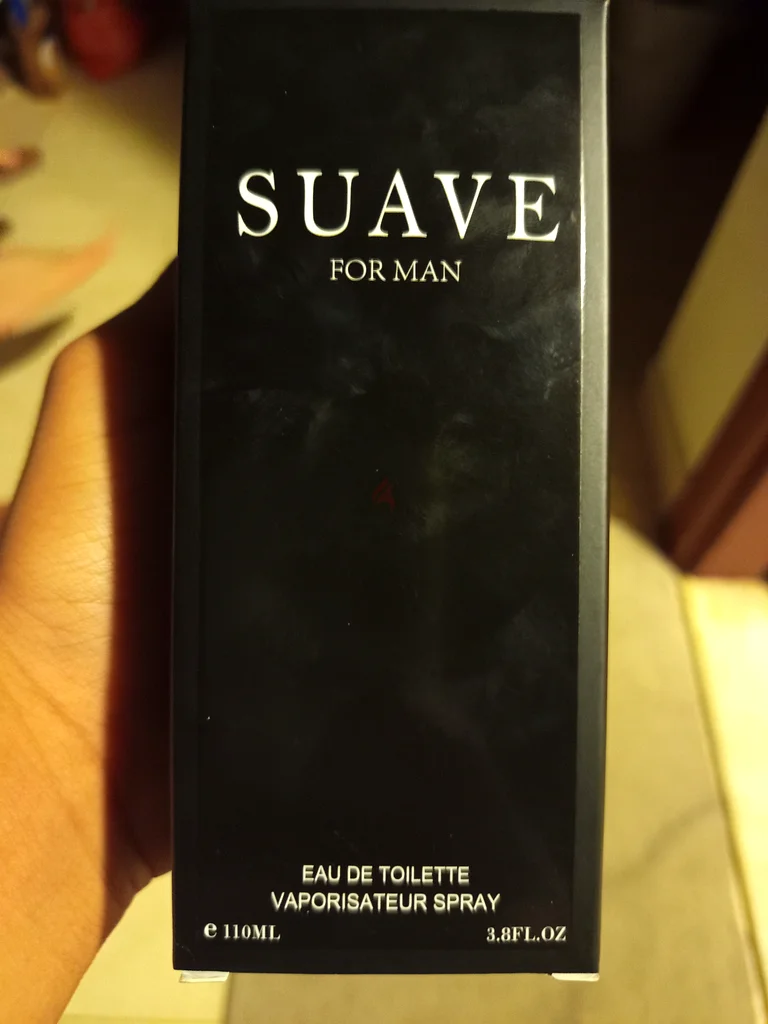 SUAVE
FOR MAN
EAU DE TOILETTE
VAPORISATEUR SPRAY
e 110ML 3.8FL.OZ